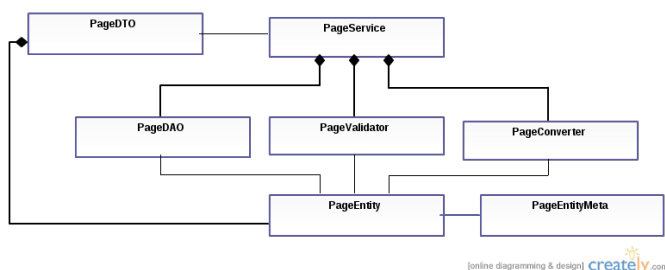 PageDTO
PageService
PageDAO
PageValidator
PageConverter
PageEntity
PageEntityMeta
[online diagramming & design] creately.com